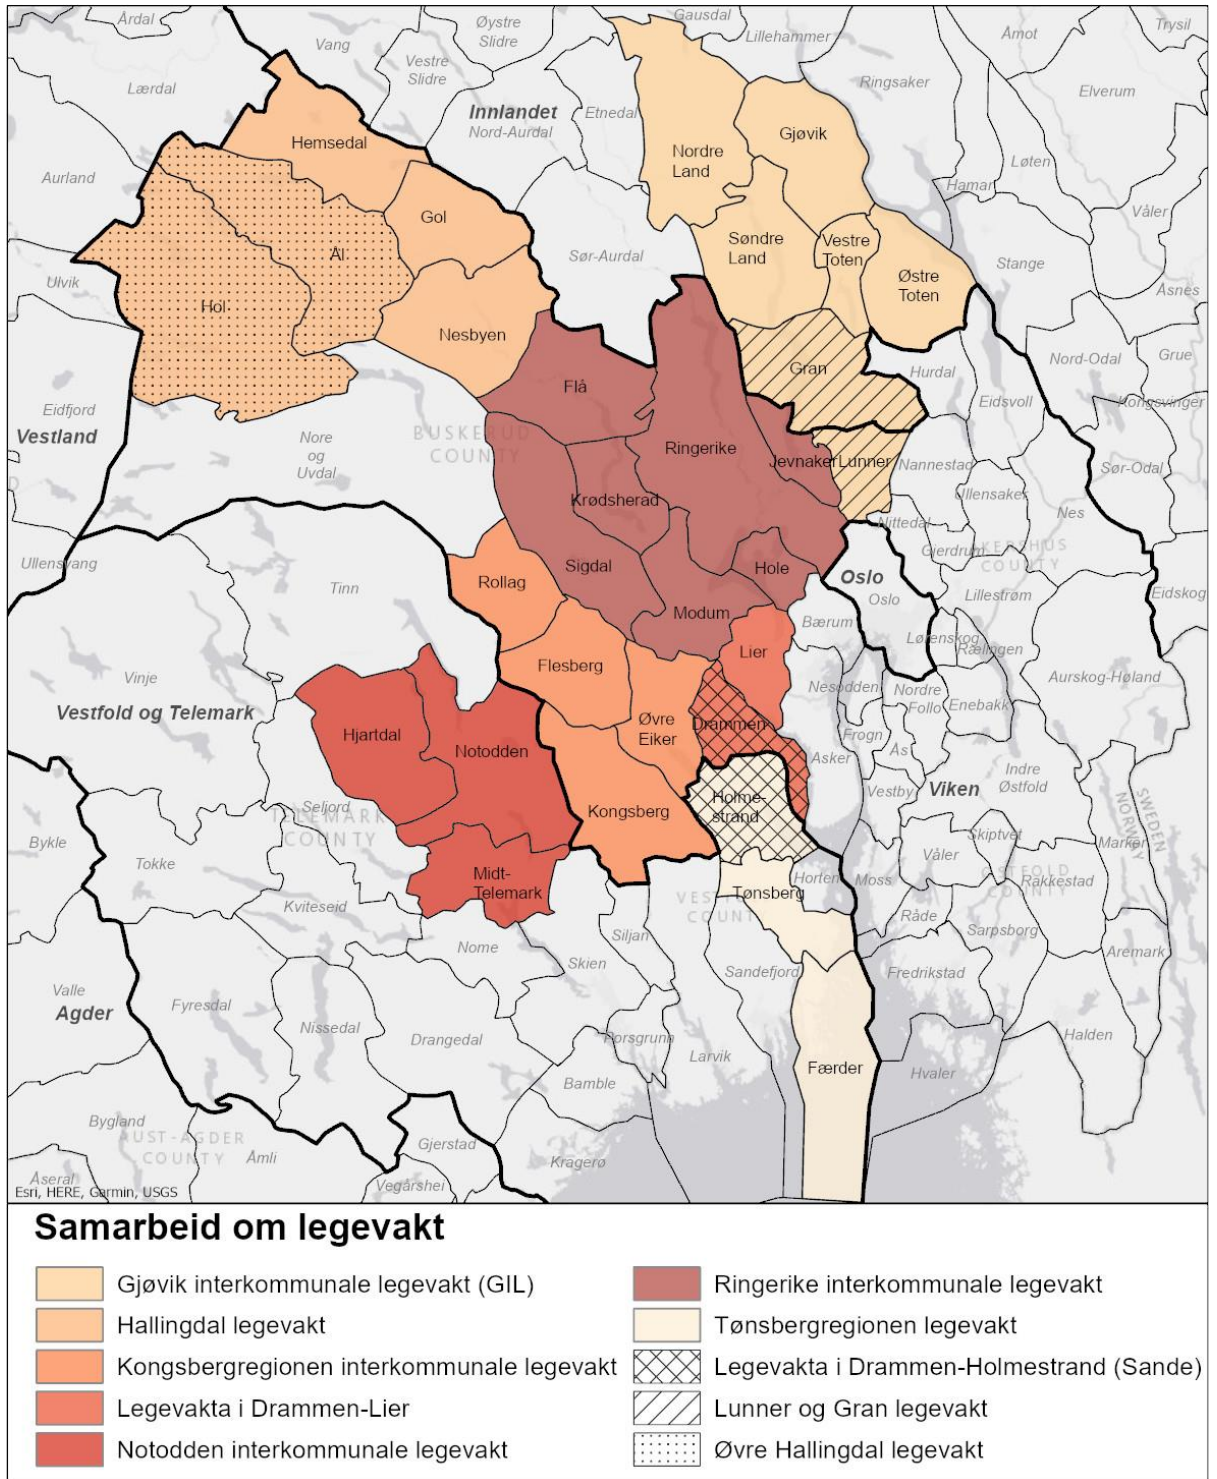 Årdal
Vang
Øystre
Slidre
Gausdal
Lillehammer
Åmot
Trysil
Vestre
Slidre
Lærdal
Ringsaker
Elverum
Innlandet
Nord-Aurdal
Etnedal
Gjøvik
Hemsedal
Nordre
Land
Løten
Aurland
Hamar
Gol
Våler
Søndre
Land
Vestre
Toten
Ål
Sør-Aurdal
Østre
Toten
Stange
Ulvik
Åsnes
Hol
Nesbyen
Gran
Nord-Odal
Grue
Hurdal
Flå
Eidsvoll
Kongsvinger
Eidfjord
Vestland
Nore
og
Uvdal
BUSKERUD
COUNTY
Ringerike
Jevnaker
Lunner
Nannestad
Sør-Odal
Krødsherad
Ullensaker
Nes
Nittedal
Ullensvang
Gjerdrum
KERSHUS
COUNTY
Sigdal
Hole
Oslo
Oslo
Rollag
Tinn
Lillestrøm
Eidskog
Modum
Bærum
Lørenskog
Rælingen
Lier
Flesberg
Vinje
Nesodden
Nordre
Follo
Enebakk
Aurskog-Høland
Vestfold og Telemark
Øvre
Eiker
Drammen
Hjartdal
Notodden
Frogn
Ås
Asker
Indre
Østfold
Vestby
Viken
SWEDEN
NORWAY
Seljord
TELEMARK
COUNTY
Kongsberg
Holme-
strand
Skiptvet
Bykle
Marker
Tokke
Våler
ØSTFOLD
COUNTY
Midt-
Telemark
Tønsberg
Horten
Moss
Rakkestad
VESTF
COUNT
Kviteseid
Råde
Sarpsborg
Nome
Siljan
Aremark
Skien
Sandefjord
Fredrikstad
Valle
Agder
Fyresdal
Nissedal
Drangedal
Porsgrunn
Larvik
Halden
Færder
Hvaler
Bamble
Bygland
AUST-AGDER
COUNTY
Åmli
Gjerstad
Kragerø
Åseral
Vegårshei
Esri, HERE, Garmin, USGS
Samarbeid om legevakt
Gjøvik interkommunale legevakt (GIL)
Hallingdal legevakt
Kongsbergregionen interkommunale legevakt
Legevakta i Drammen-Lier
Notodden interkommunale legevakt
Ringerike interkommunale legevakt
Tønsbergregionen legevakt
Legevakta i Drammen-Holmestrand (Sande)
Lunner og Gran legevakt
Øvre Hallingdal legevakt